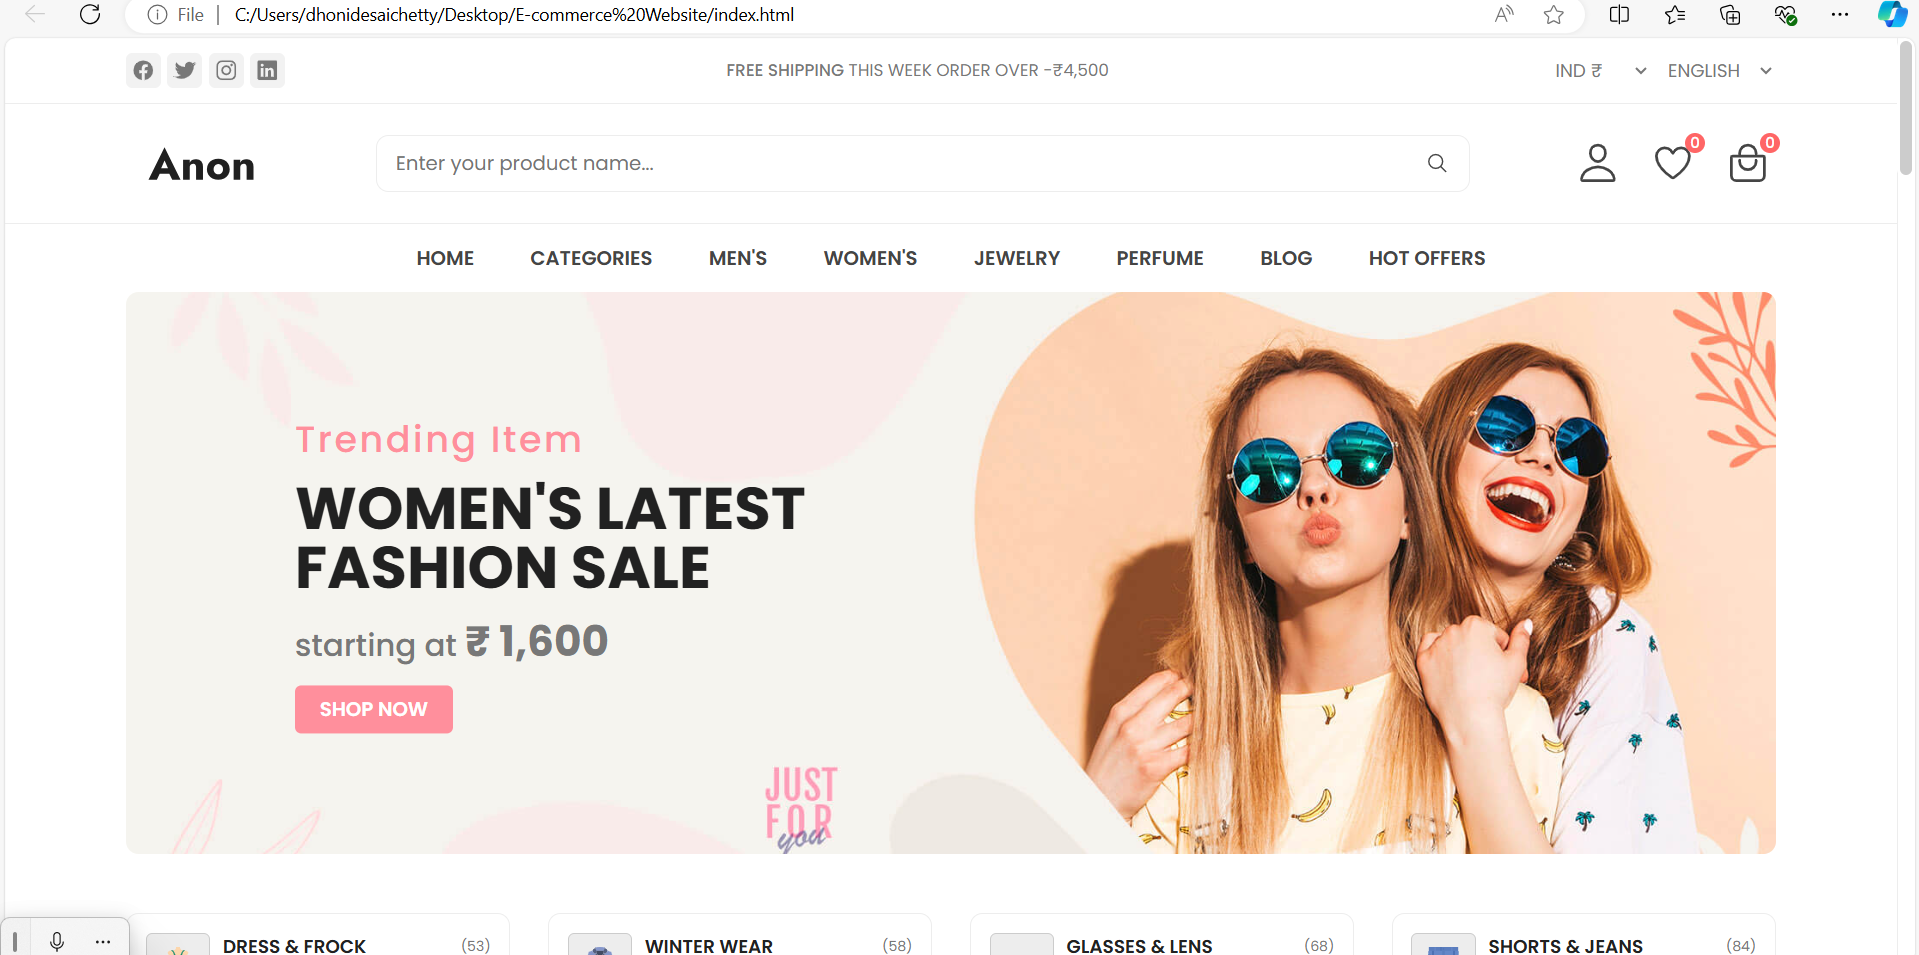 File
C:/Users/dhonidesaichetty/Desktop/E-commerce%20Website/index.html
FREE SHIPPING THIS WEEK ORDER OVER -₹4,500
IND ₹
ENGLISH
Anon
Enter your product name...
0
0
HOME
CATEGORIES
MEN'S
WOMEN'S
JEWELRY
PERFUME
BLOG
HOT OFFERS
Trending Item
WOMEN'S LATEST
FASHION SALE
starting at ₹ 1,600
SHOP NOW
JUST
FOR
you
DRESS & FROCK
(53)
WINTER WEAR
(58)
GLASSES & LENS
(68)
SHORTS & JEANS
(84)